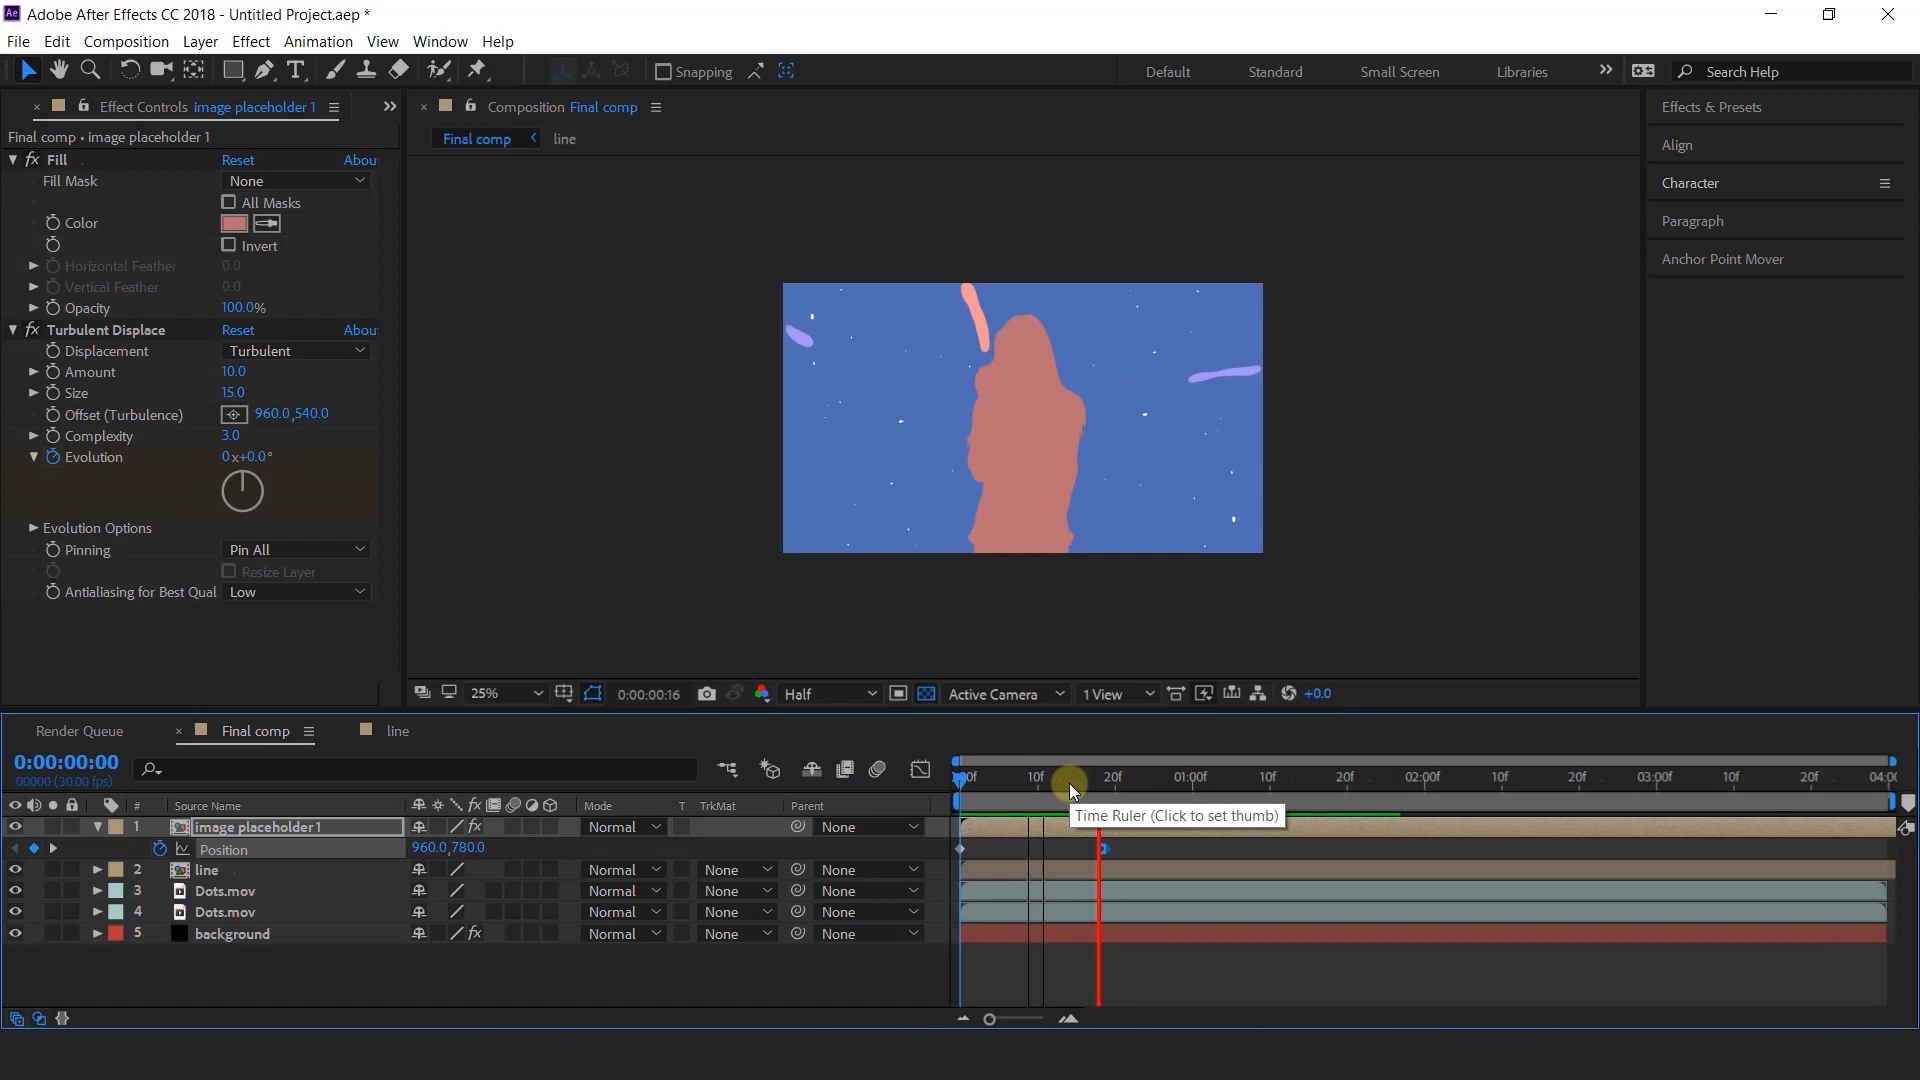 Ae Adobe After Effects CC 2018 - Untitled Project.aep *
File Edit Composition Layer Effect Animation View Window Help
T Snapping Default Standard Small Screen Libraries Search Help
Effect Controls image placeholder 1
Composition Final comp
Effects & Presets
Final comp • image placeholder 1
Final comp line
Align
fx Fill Reset Abou
Fill Mask None
Character
All Masks
Color
Paragraph
Invert
Anchor Point Mover
Horizontal Feather 0.0
Vertical Feather 0.0
Opacity 100.0%
fx Turbulent Displace Reset Abou
Displacement Turbulent
Amount 10.0
Size 15.0
Offset (Turbulence) 960.0,540.0
Complexity 3.0
Evolution 0x+0.0°
Evolution Options
Pinning Pin All
Resize Layer
Antialiasing for Best Qual Low
25% 0:00:00:16 Half Active Camera 1 View +0.0
Render Queue Final comp line
0:00:00:00
00000 (30.00 fps)
10f 20f 01:00f 10f 20f 02:00f 10f 20f 03:00f 10f 20f 04:0
# Source Name fx Mode T TrkMat Parent
Time Ruler (Click to set thumb)
1 image placeholder1 fx Normal None
Position 960.0,780.0
2 line Normal None None
3 Dots.mov Normal None None
4 Dots.mov Normal None None
5 background fx Normal None None